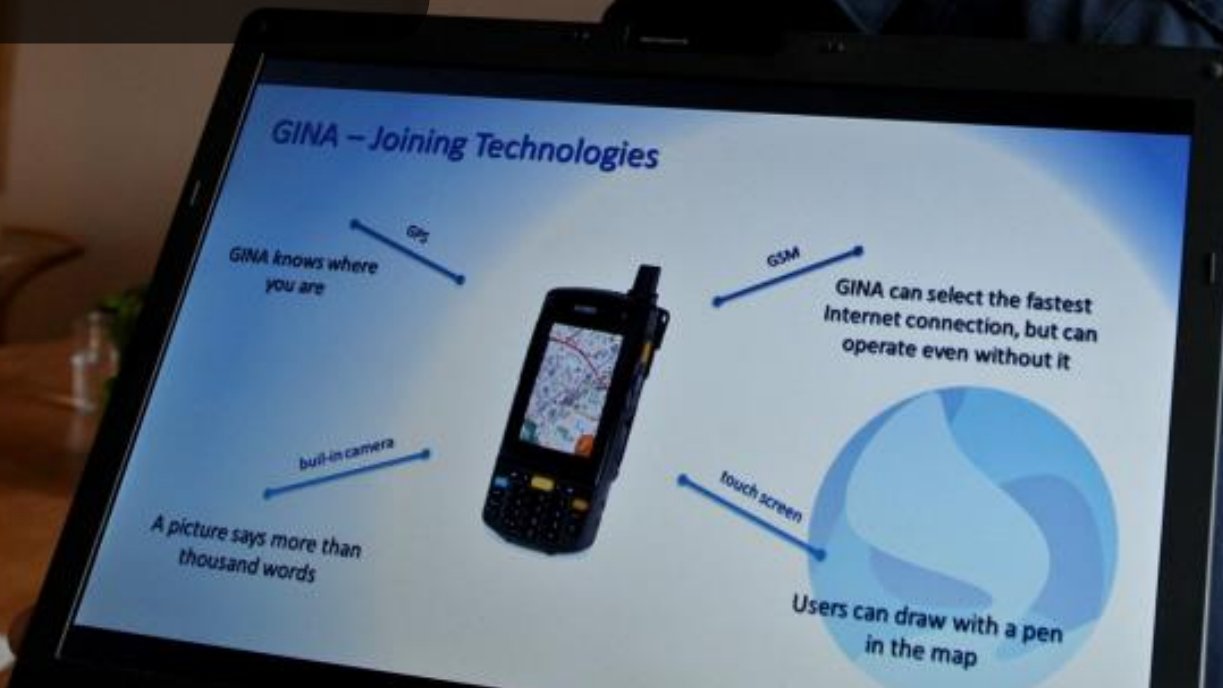 GINA – Joining Technologies
GPS
GINA knows where
you are
GSM
GINA can select the fastest
Internet connection, but can
operate even without it
buil-in camera
A picture says more than
thousand words
touch screen
Users can draw with a pen
in the map